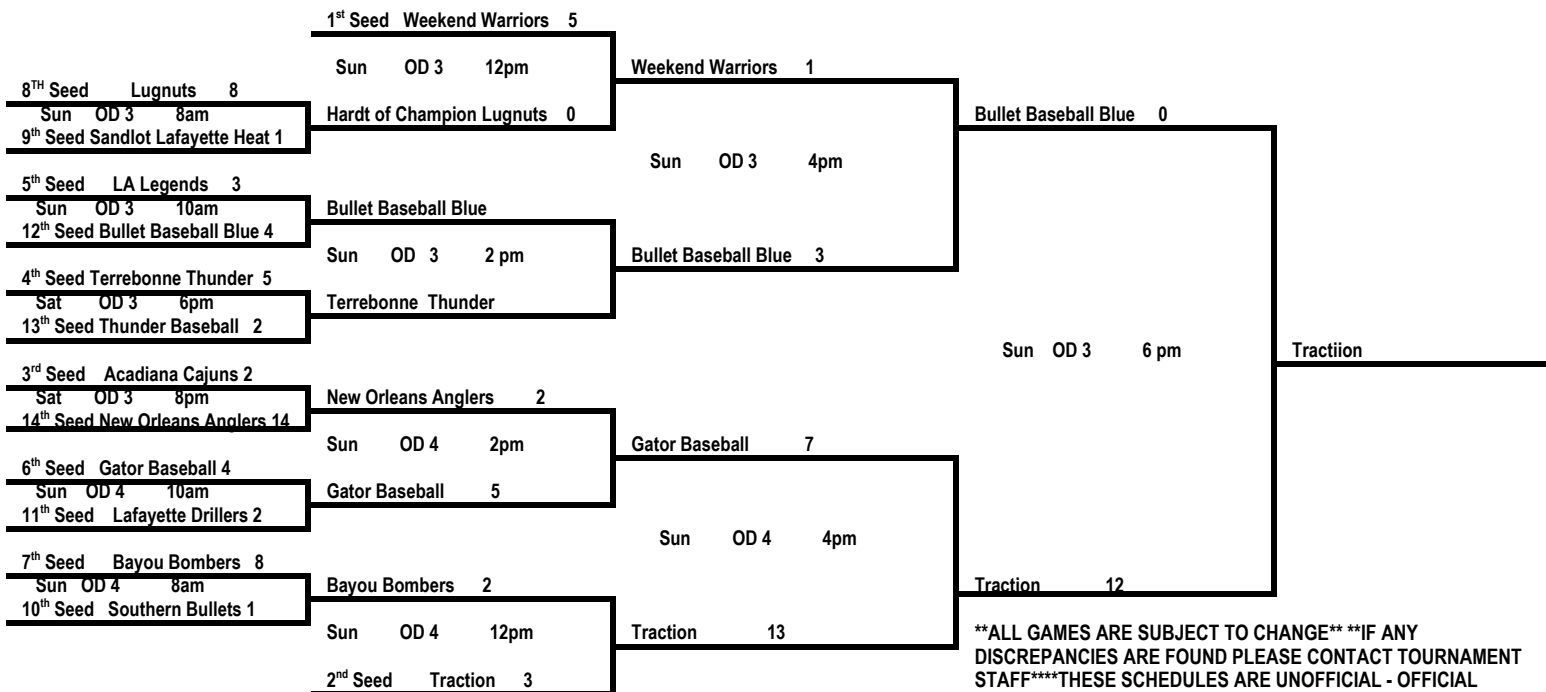 1st Seed Weekend Warriors 5
Sun OD 3 12pm
Weekend Warriors 1
8TH Seed Lugnuts 8
Sun OD 3 8am
Hardt of Champion Lugnuts 0
Bullet Baseball Blue 0
9th Seed Sandlot Lafayette Heat 1
Sun OD 3 4pm
5th Seed LA Legends 3
Sun OD 3 10am
Bullet Baseball Blue
12th Seed Bullet Baseball Blue 4
Sun OD 3 2 pm
Bullet Baseball Blue 3
4th Seed Terrebonne Thunder 5
Sat OD 3 6pm
Terrebonne Thunder
13th Seed Thunder Baseball 2
Sun OD 3 6 pm
Tractiion
3rd Seed Acadiana Cajuns 2
Sat OD 3 8pm
New Orleans Anglers 2
14th Seed New Orleans Anglers 14
Sun OD 4 2pm
Gator Baseball 7
6th Seed Gator Baseball 4
Sun OD 4 10am
Gator Baseball 5
11th Seed Lafayette Drillers 2
Sun OD 4 4pm
7th Seed Bayou Bombers 8
Sun OD 4 8am
Bayou Bombers 2
Traction 12
10th Seed Southern Bullets 1
Sun OD 4 12pm
Traction 13
2nd Seed Traction 3
**ALL GAMES ARE SUBJECT TO CHANGE** **IF ANY
DISCREPANCIES ARE FOUND PLEASE CONTACT TOURNAMENT
STAFF****THESE SCHEDULES ARE UNOFFICIAL - OFFICIAL